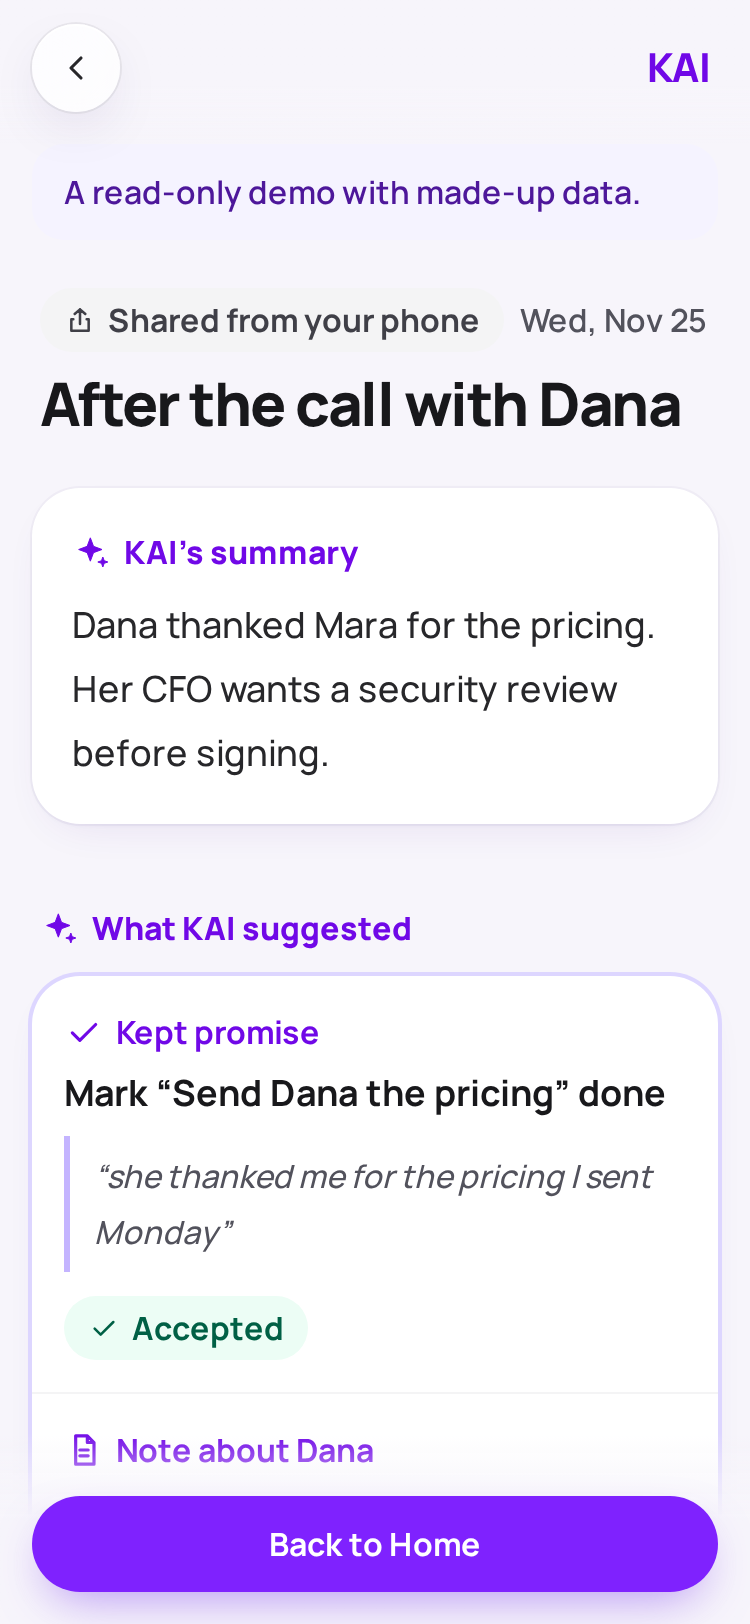 KAI
A read-only demo with made-up data.
Shared from your phone Wed, Nov 25
After the call with Dana
KAI’s summary
Dana thanked Mara for the pricing.
Her CFO wants a security review
before signing.
What KAI suggested
Kept promise
Mark “Send Dana the pricing” done
“she thanked me for the pricing I sent
Monday”
Accepted
Note about Dana
Back to Home